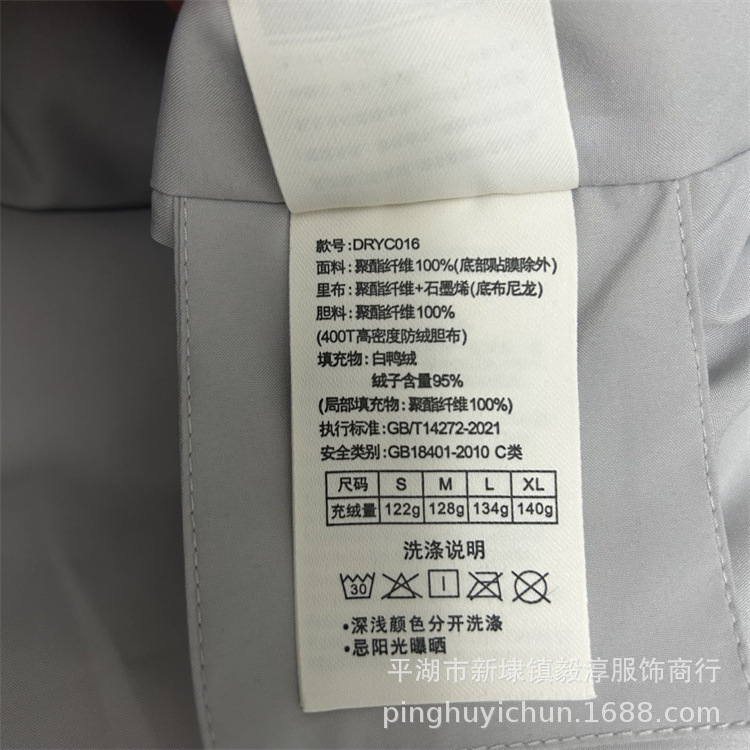 款号:DRYC016
面料:聚酯纤维100%(底部贴膜除外)
里布:聚酯纤维+石墨烯(底布尼龙)
胆料:聚酯纤维100%
(400T高密度防绒胆布)
填充物:白鸭绒
绒子含量95%
(局部填充物:聚酯纤维100%)
执行标准:GB/T14272-2021
安全类别:GB18401-2010 C类
尺码 S M L XL
充绒量 122g 128g 134g 140g
洗涤说明
30
•深浅颜色分开洗涤
•忌阳光曝晒
平湖市新埭镇毅淳服饰商行
pinghuyichun.1688.com